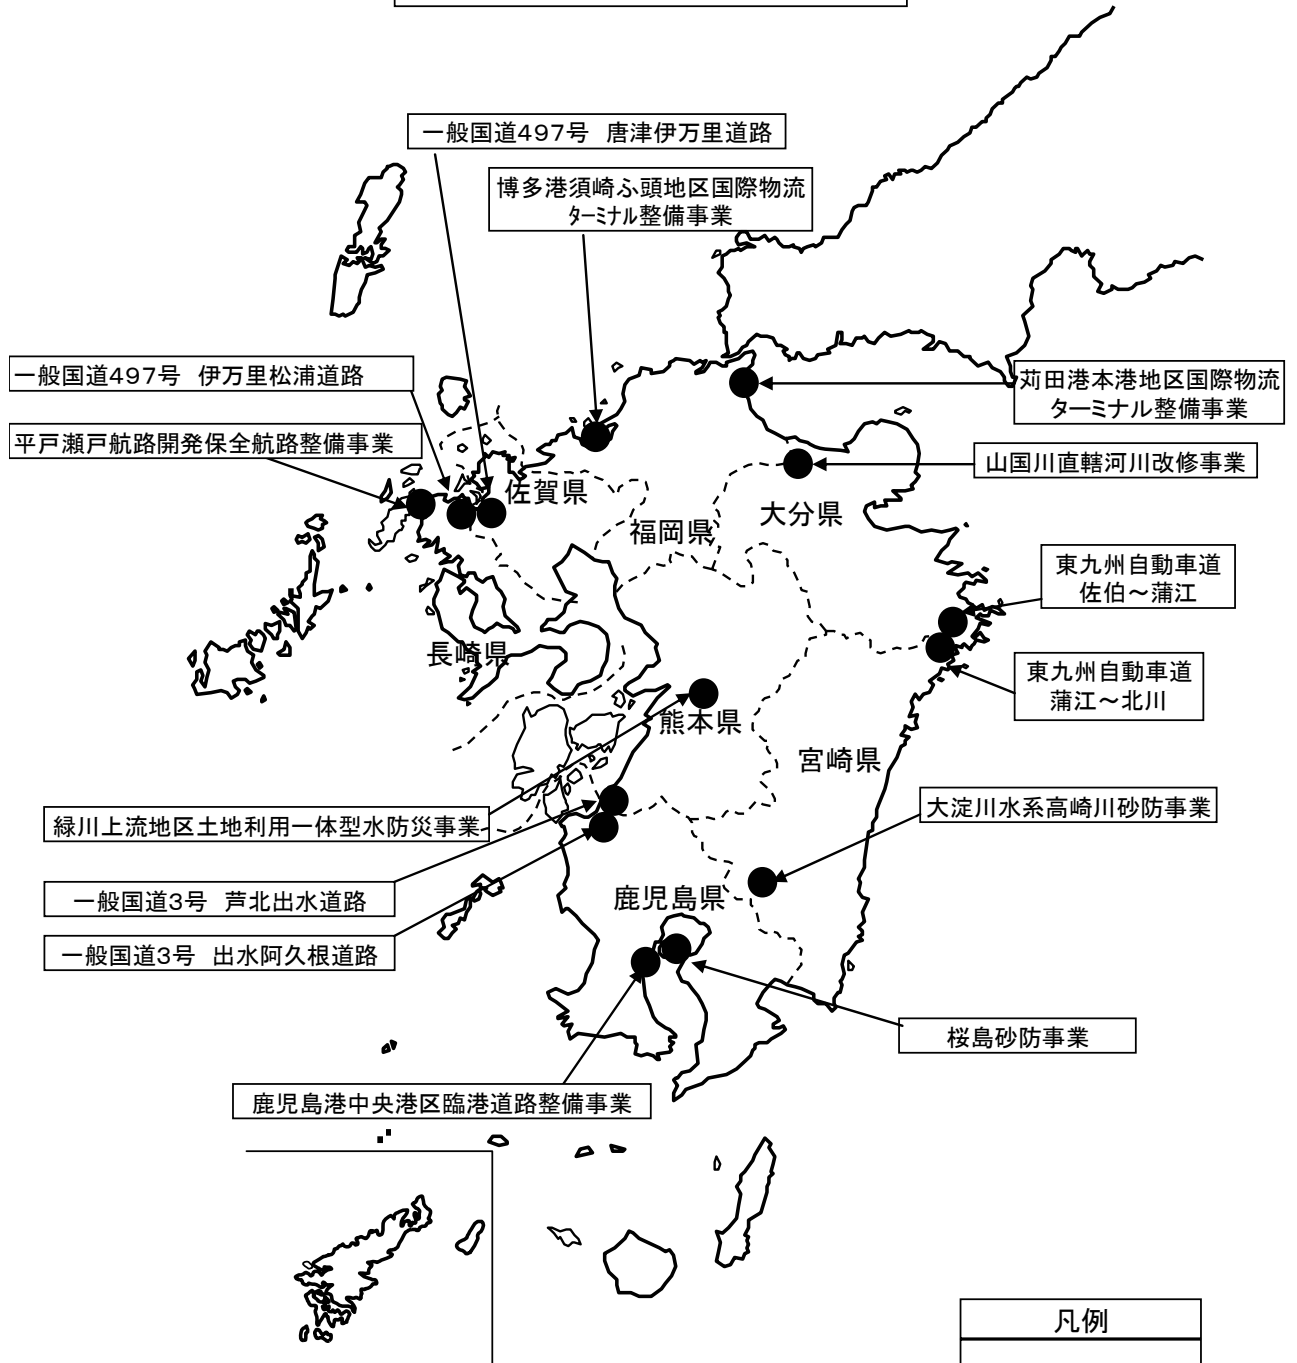 一般国道497号 唐津伊万里道路
博多港須崎ふ頭地区国際物流
ターミナル整備事業
一般国道497号 伊万里松浦道路
苅田港本港地区国際物流
ターミナル整備事業
平戸瀬戸航路開発保全航路整備事業
山国川直轄河川改修事業
佐賀県
大分県
福岡県
東九州自動車道
佐伯～蒲江
長崎県
東九州自動車道
蒲江～北川
熊本県
宮崎県
大淀川水系高崎川砂防事業
緑川上流地区土地利用一体型水防災事業
一般国道3号 芦北出水道路
鹿児島県
一般国道3号 出水阿久根道路
桜島砂防事業
鹿児島港中央港区臨港道路整備事業
凡例